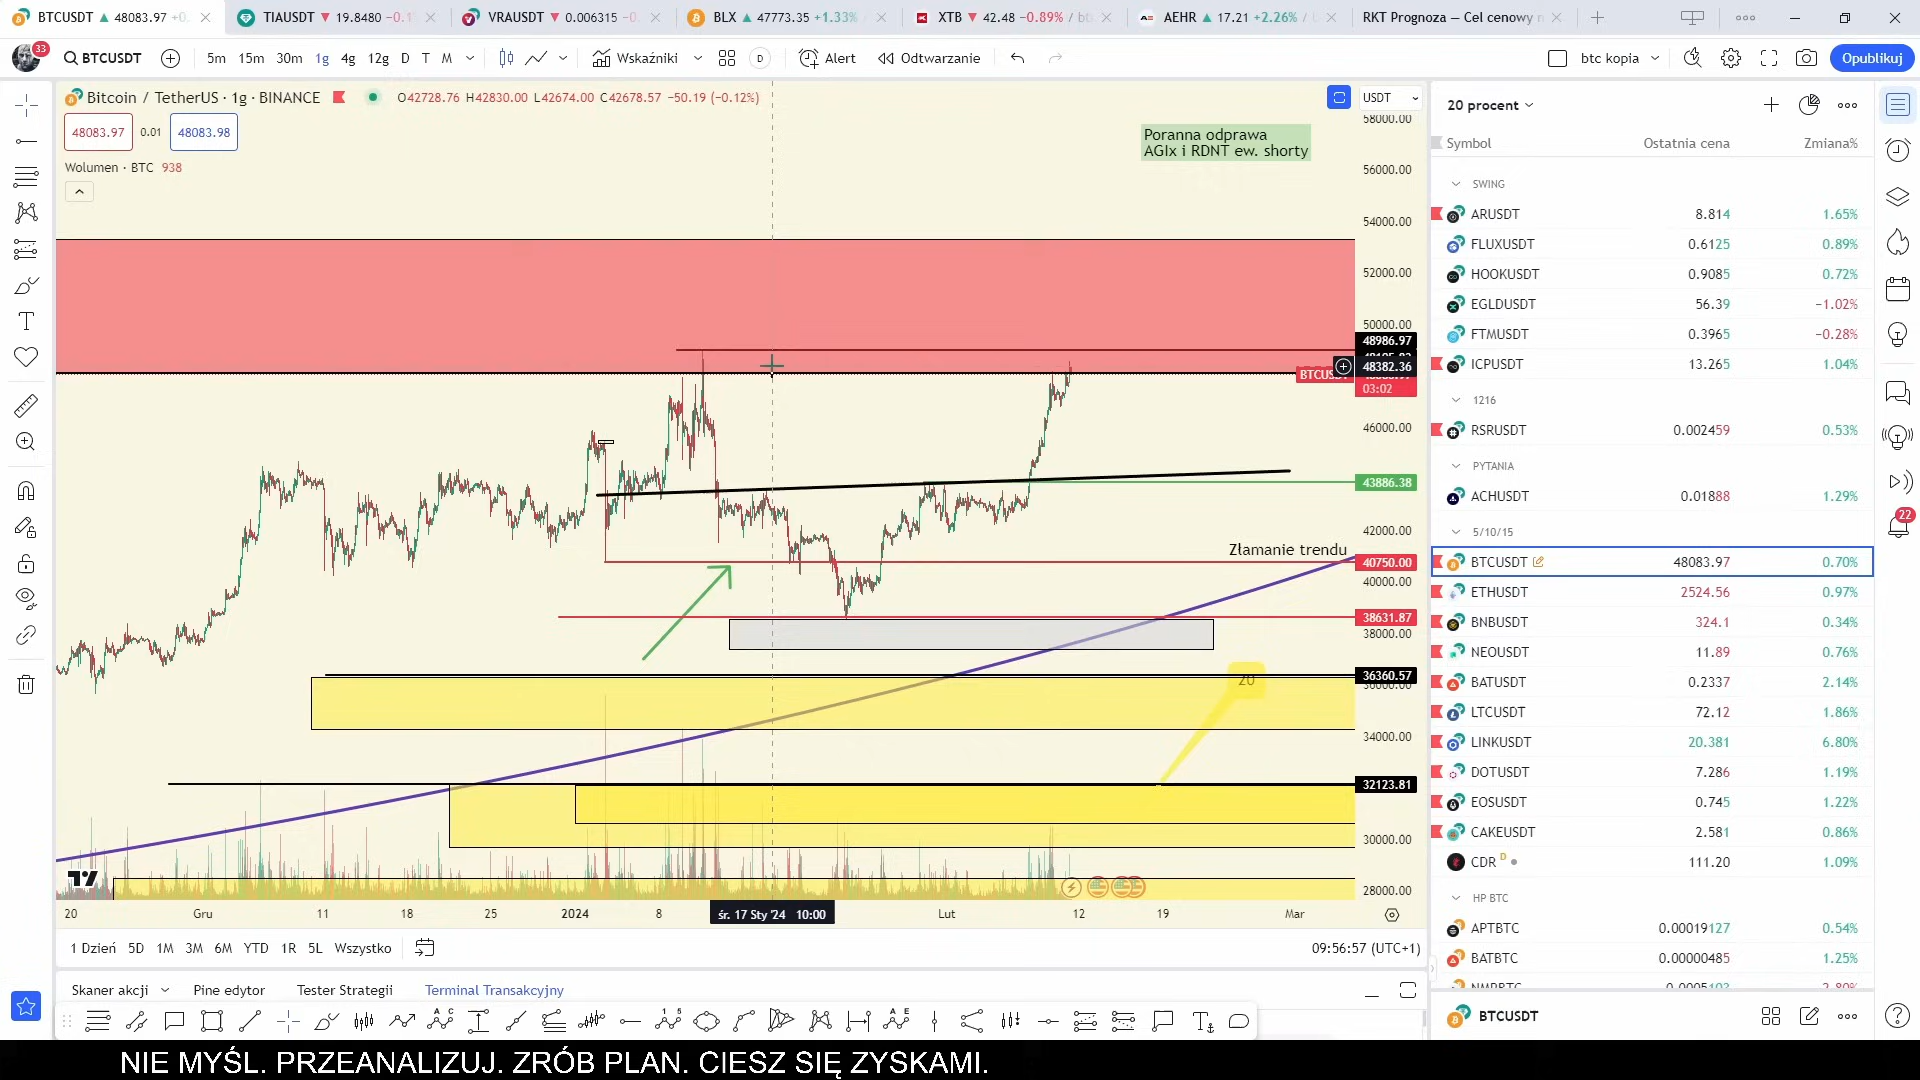 BTCUSDT ▲ 48083.97
TIAUSDT ▼ 19.8480
VRAUSDT ▼ 0.006315
BLX ▲ 47773.35 +1.33%
XTB ▼ 42.48 −0.89%
AEHR ▲ 17.21 +2.26%
RKT Prognoza — Cel cenowy
33
BTCUSDT
5m 15m 30m 1g 4g 12g D T M
Wskaźniki
D
Alert
Odtwarzanie
btc kopia
Opublikuj
Bitcoin / TetherUS · 1g · BINANCE
O42728.76 H42830.00 L42674.00 C42678.57 −50.19 (−0.12%)
USDT
48083.97 0.01 48083.98
Wolumen · BTC 938
Poranna odprawa
AGIx i RDNT ew. shorty
58000.00
56000.00
54000.00
52000.00
50000.00
48986.97
48382.36
BTCUSDT
03:02
46000.00
43886.38
42000.00
Złamanie trendu
40750.00
40000.00
38631.87
38000.00
36360.57
36000.00
20
34000.00
32123.81
30000.00
28000.00
20 Gru 11 18 25 2024 8 śr. 17 Sty '24 10:00 Lut 12 19 Mar
1 Dzień 5D 1M 3M 6M YTD 1R 5L Wszystko
09:56:57 (UTC+1)
Skaner akcji Pine edytor Tester Strategii Terminal Transakcyjny
20 procent
Symbol Ostatnia cena Zmiana%
SWING
ARUSDT 8.814 1.65%
FLUXUSDT 0.6125 0.89%
HOOKUSDT 0.9085 0.72%
EGLDUSDT 56.39 −1.02%
FTMUSDT 0.3965 −0.28%
ICPUSDT 13.265 1.04%
1216
RSRUSDT 0.002459 0.53%
PYTANIA
ACHUSDT 0.01888 1.29%
5/10/15
BTCUSDT 48083.97 0.70%
ETHUSDT 2524.56 0.97%
BNBUSDT 324.1 0.34%
NEOUSDT 11.89 0.76%
BATUSDT 0.2337 2.14%
LTCUSDT 72.12 1.86%
LINKUSDT 20.381 6.80%
DOTUSDT 7.286 1.19%
EOSUSDT 0.745 1.22%
CAKEUSDT 2.581 0.86%
CDR D 111.20 1.09%
HP BTC
APTBTC 0.00019127 0.54%
BATBTC 0.00000485 1.25%
BTCUSDT
22
NIE MYŚL. PRZEANALIZUJ. ZRÓB PLAN. CIESZ SIĘ ZYSKAMI.